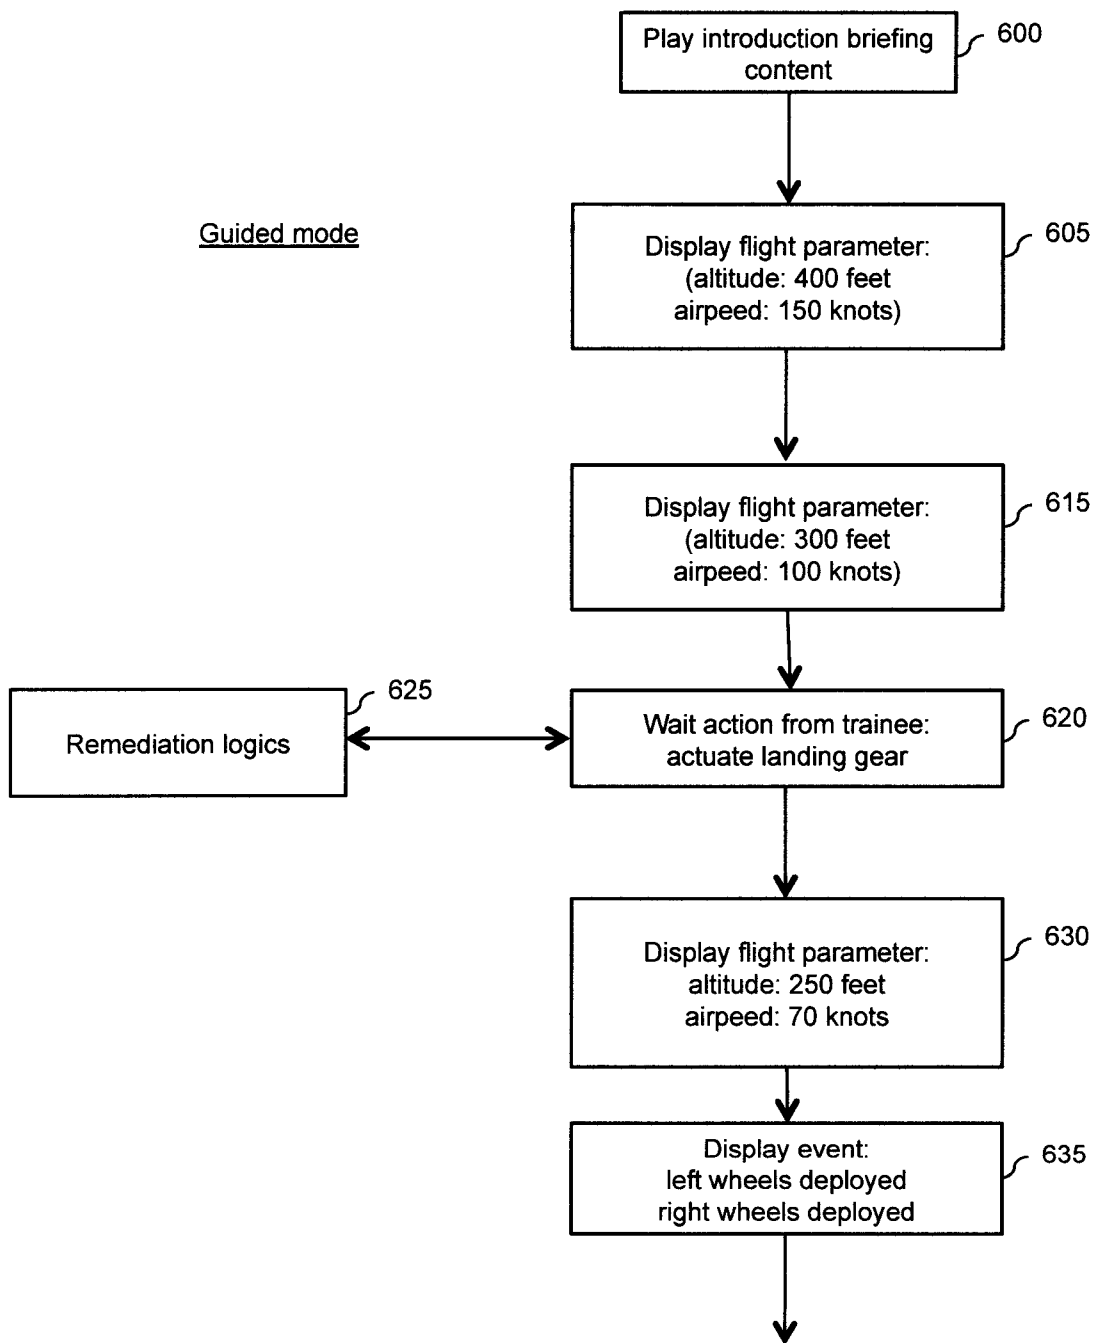 Play introduction briefing
content
600
Guided mode
Display flight parameter:
(altitude: 400 feet
airpeed: 150 knots)
605
Display flight parameter:
(altitude: 300 feet
airpeed: 100 knots)
615
Remediation logics
625
Wait action from trainee:
actuate landing gear
620
Display flight parameter:
altitude: 250 feet
airpeed: 70 knots
630
Display event:
left wheels deployed
right wheels deployed
635